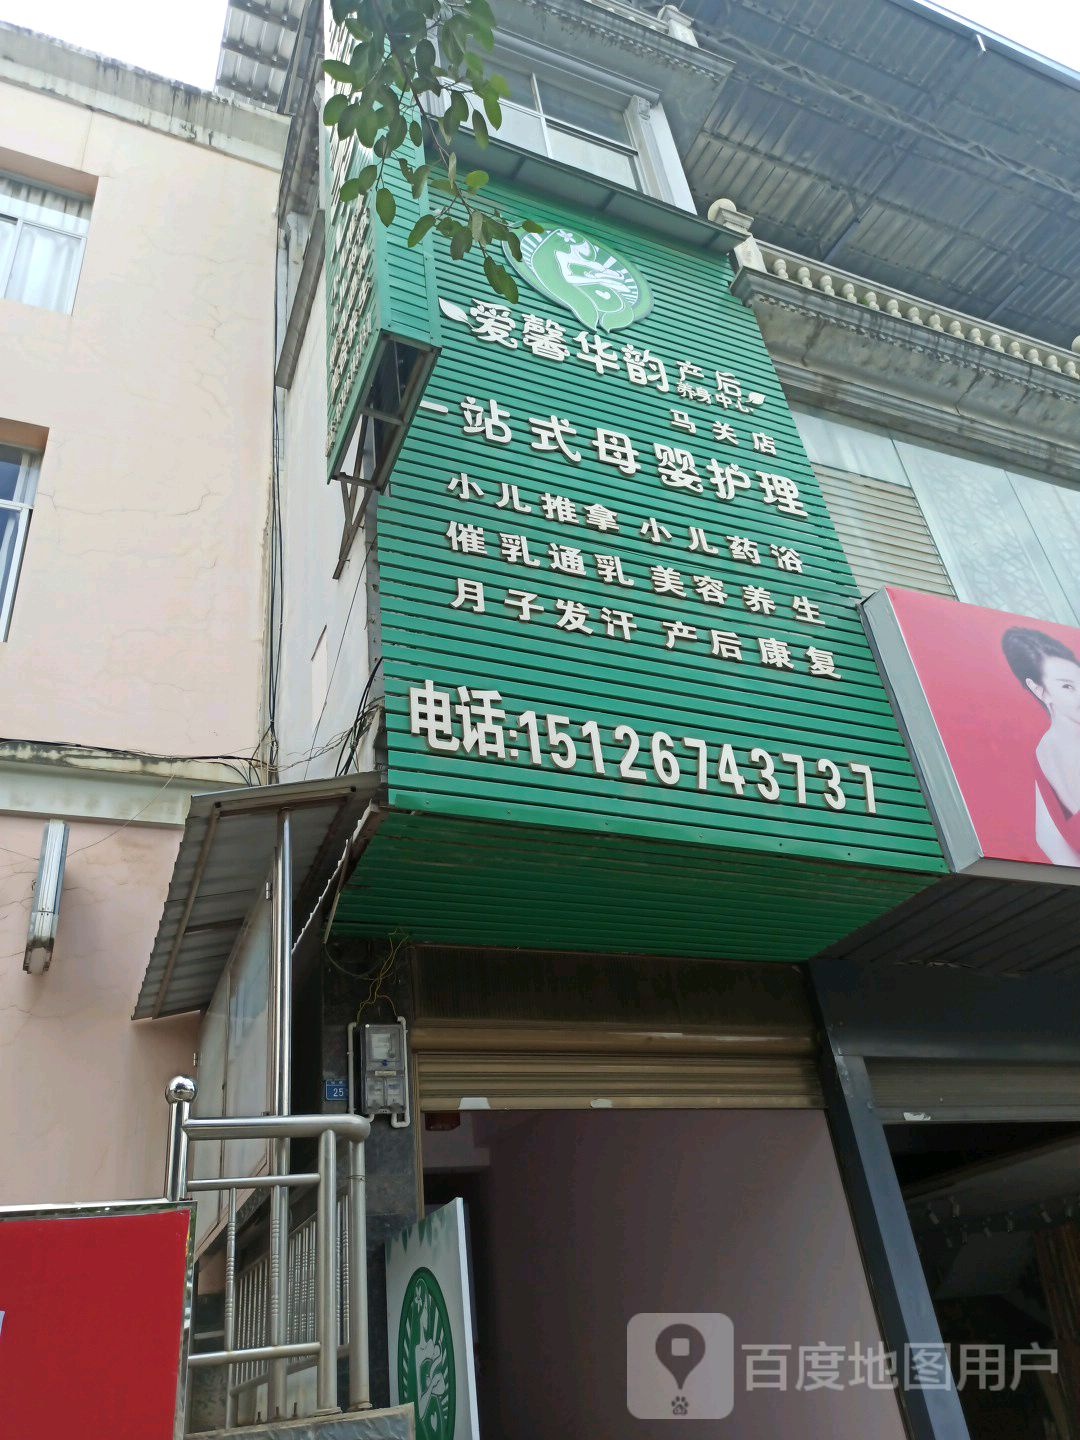 爱馨华韵产后养身中心
马关店
一站式母婴护理
小儿推拿 小儿药浴
催乳通乳 美容养生
月子发汗 产后康复
电话:15126743737
25
百度地图用户